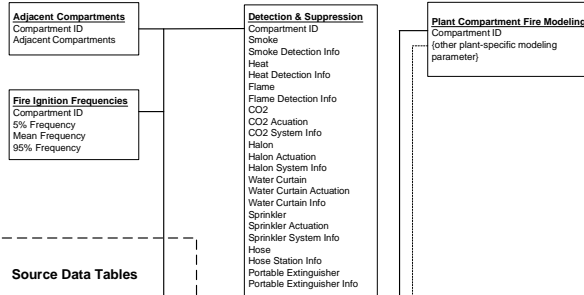 Adjacent Compartments
Compartment ID
Adjacent Compartments
Fire Ignition Frequencies
Compartment ID
5% Frequency
Mean Frequency
95% Frequency
Source Data Tables
Detection & Suppression
Compartment ID
Smoke
Smoke Detection Info
Heat
Heat Detection Info
Flame
Flame Detection Info
CO2
CO2 Acuation
CO2 System Info
Halon
Halon Actuation
Halon System Info
Water Curtain
Water Curtain Actuation
Water Curtain Info
Sprinkler
Sprinkler Actuation
Sprinkler System Info
Hose
Hose Station Info
Portable Extinguisher
Portable Extinguisher Info
Plant Compartment Fire Modeling
Compartment ID
{other plant-specific modeling
parameter}